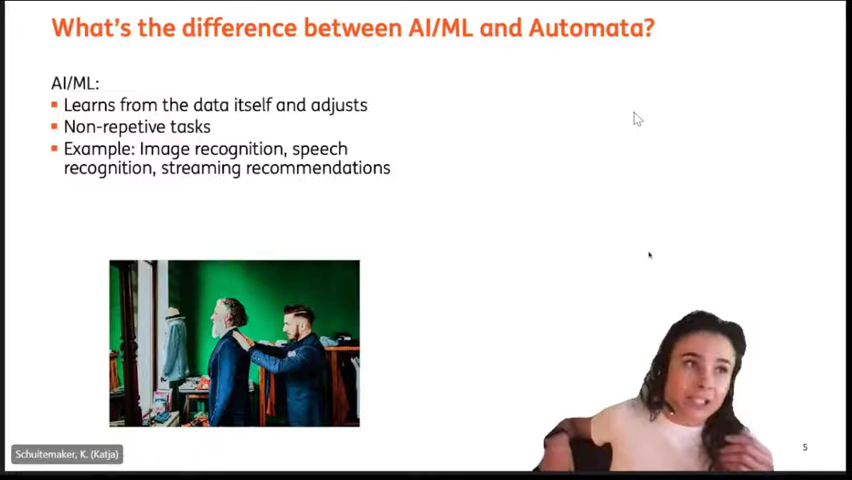 What's the difference between AI/ML and Automata?
AI/ML:
Learns from the data itself and adjusts
Non-repetive tasks
Example: Image recognition, speech
recognition, streaming recommendations
Schuitemaker, K. (Katja)
5